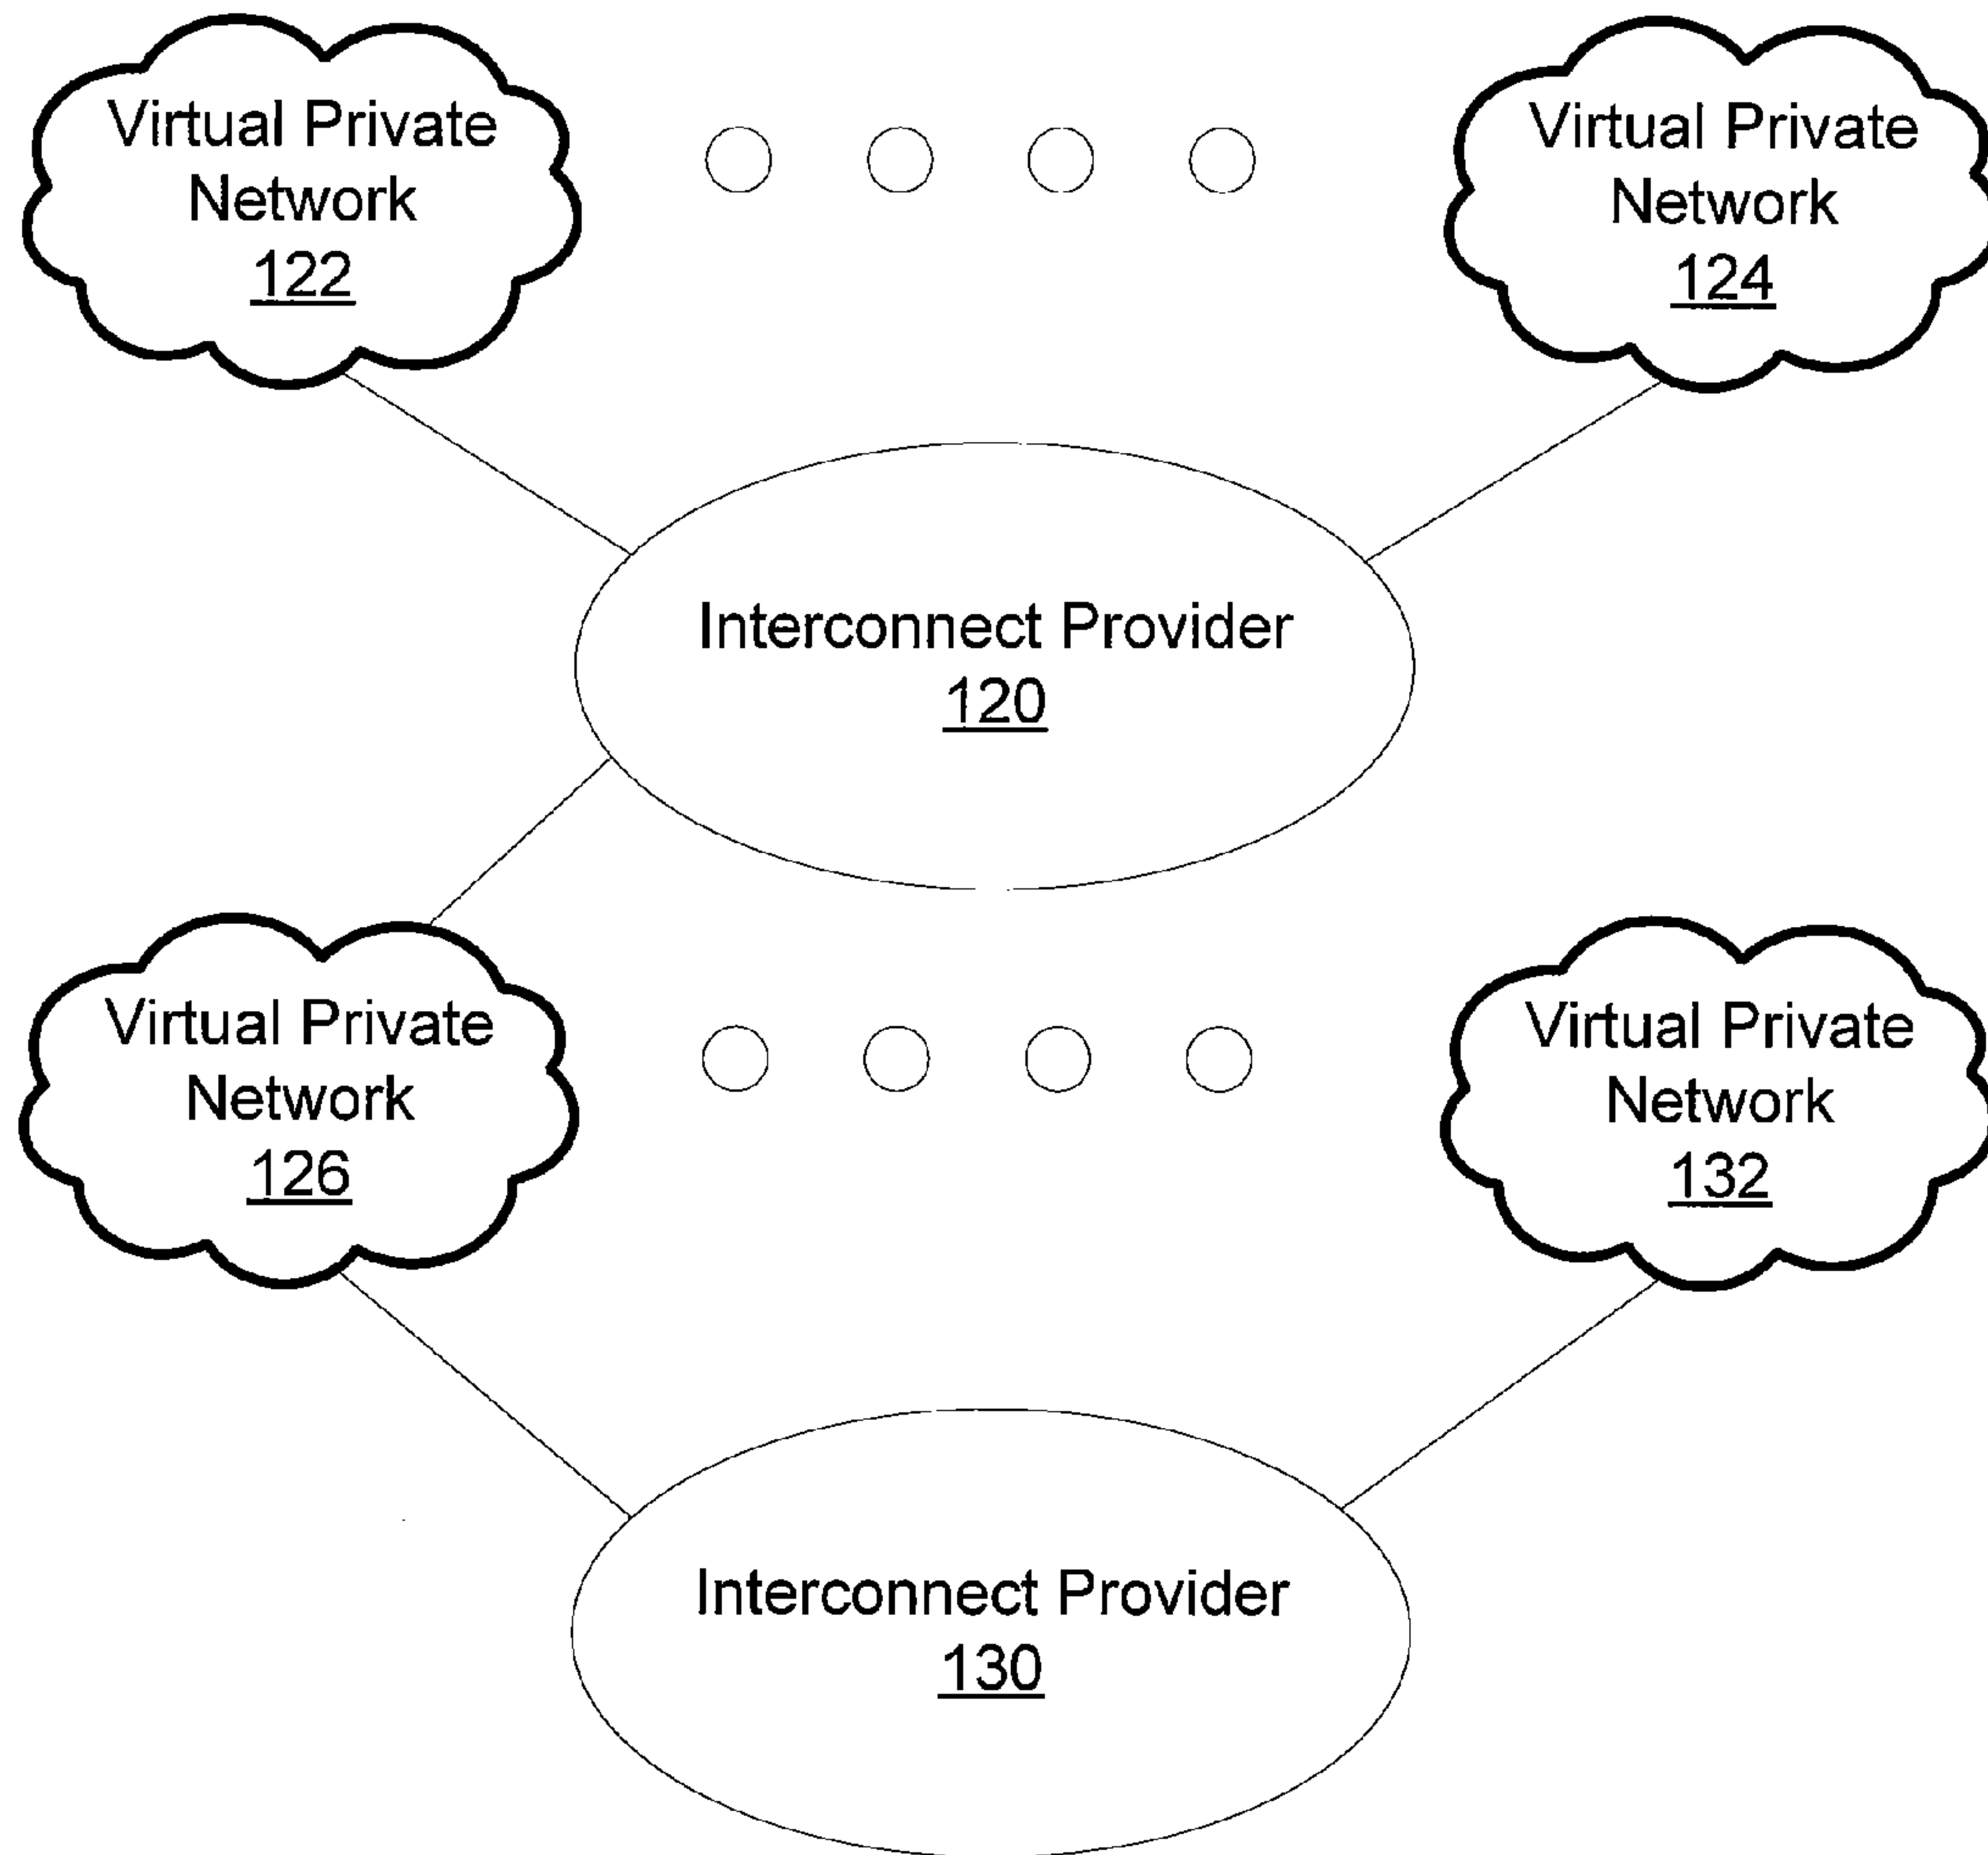 Virtual Private
Network
122
Virtual Private
Network
124
Interconnect Provider
120
Virtual Private
Network
126
Virtual Private
Network
132
Interconnect Provider
130